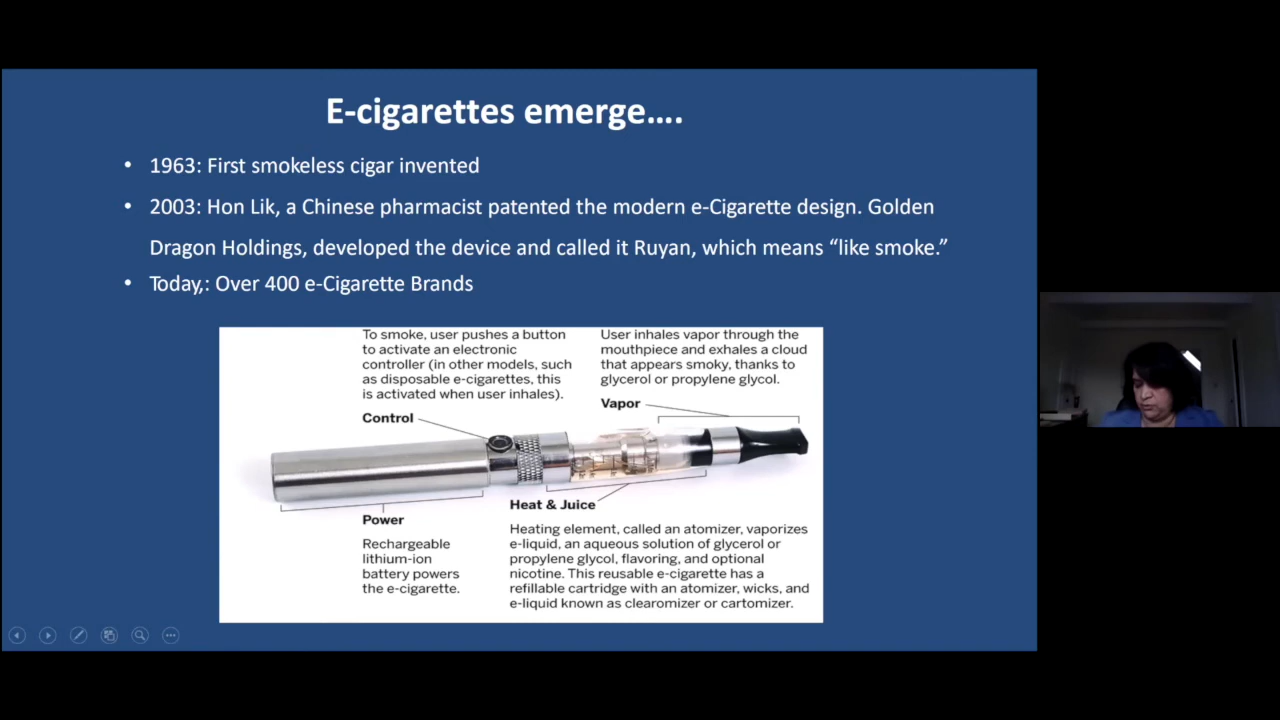 E-cigarettes emerge....
• 1963: First smokeless cigar invented
• 2003: Hon Lik, a Chinese pharmacist patented the modern e-Cigarette design. Golden
Dragon Holdings, developed the device and called it Ruyan, which means “like smoke.”
• Today,: Over 400 e-Cigarette Brands
To smoke, user pushes a button
to activate an electronic
controller (in other models, such
as disposable e-cigarettes, this
is activated when user inhales).
Control
User inhales vapor through the
mouthpiece and exhales a cloud
that appears smoky, thanks to
glycerol or propylene glycol.
Vapor
Power
Rechargeable
lithium-ion
battery powers
the e-cigarette.
Heat & Juice
Heating element, called an atomizer, vaporizes
e-liquid, an aqueous solution of glycerol or
propylene glycol, flavoring, and optional
nicotine. This reusable e-cigarette has a
refillable cartridge with an atomizer, wicks, and
e-liquid known as clearomizer or cartomizer.